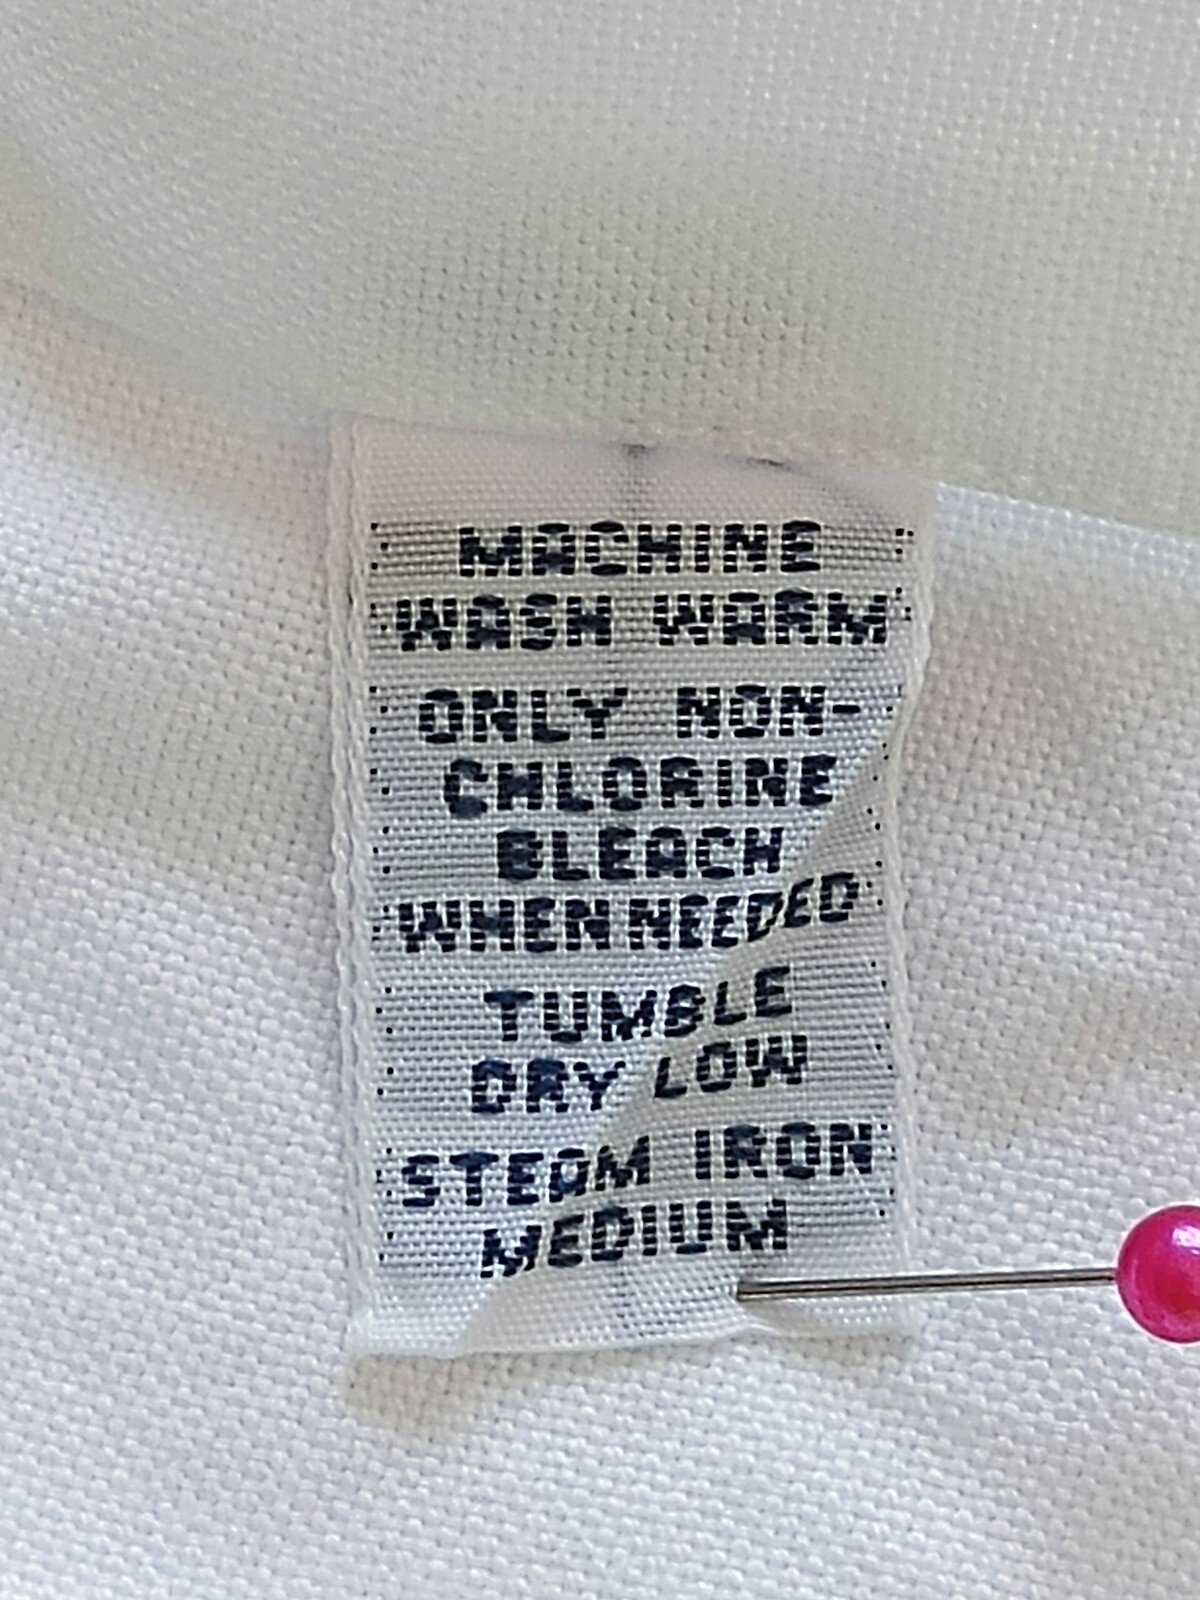 MACHINE
WASH WARM
ONLY NON-
CHLORINE
BLEACH
WHEN NEEDED
TUMBLE
DRY LOW
STEAM IRON
MEDIUM